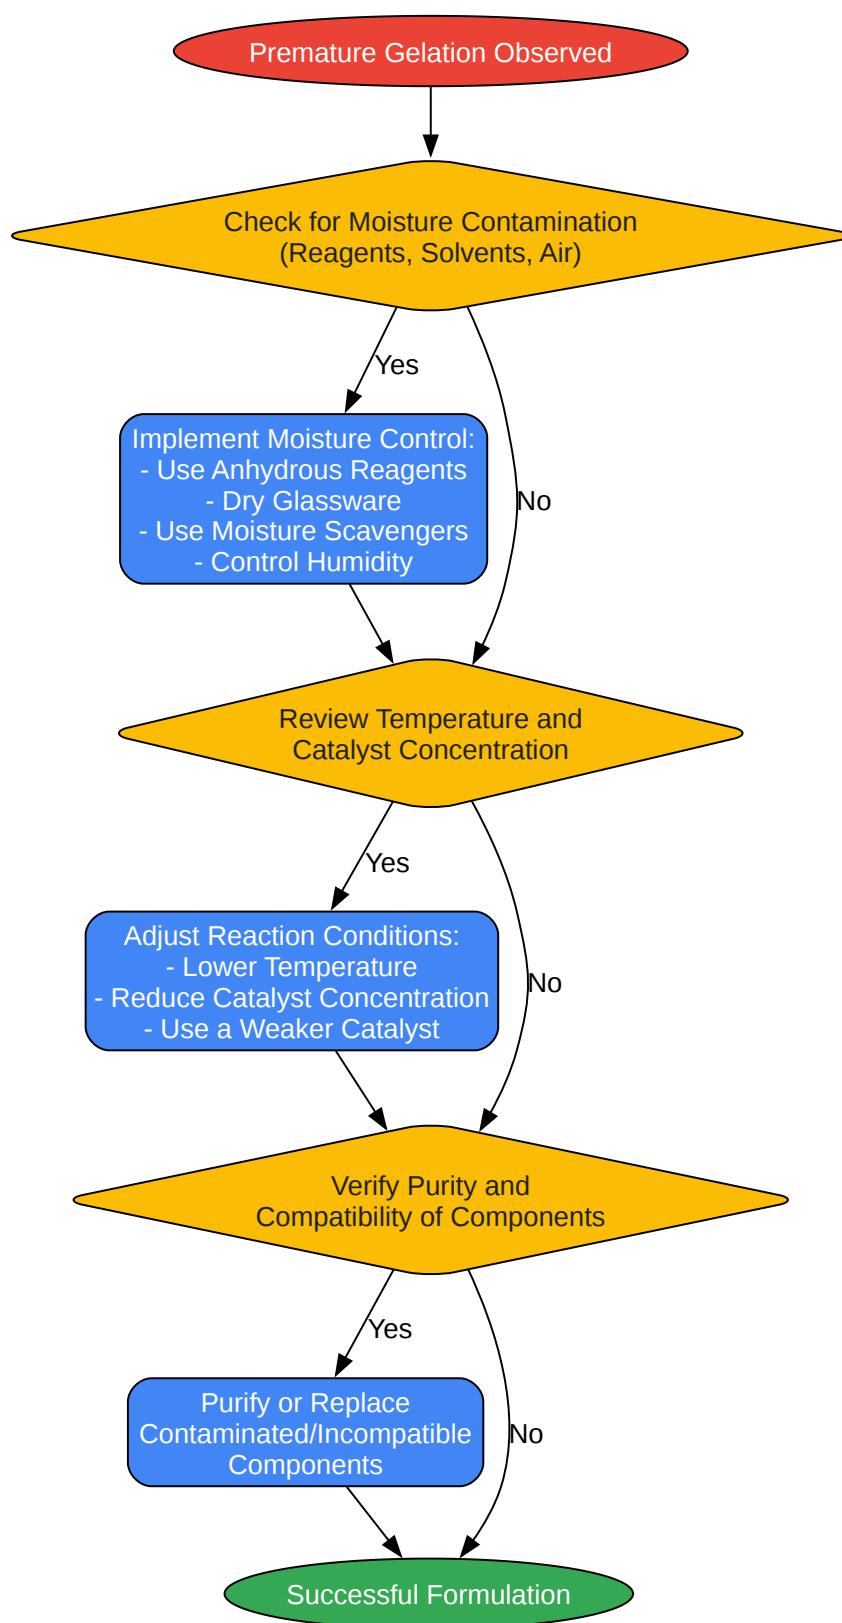 Premature Gelation Observed
Check for Moisture Contamination
(Reagents, Solvents, Air)
Yes
Implement Moisture Control:
- Use Anhydrous Reagents
- Dry Glassware
- Use Moisture Scavengers
- Control Humidity
No
Review Temperature and
Catalyst Concentration
Yes
Adjust Reaction Conditions:
- Lower Temperature
- Reduce Catalyst Concentration
- Use a Weaker Catalyst
No
Verify Purity and
Compatibility of Components
Yes
Purify or Replace
Contaminated/Incompatible
Components
No
Successful Formulation